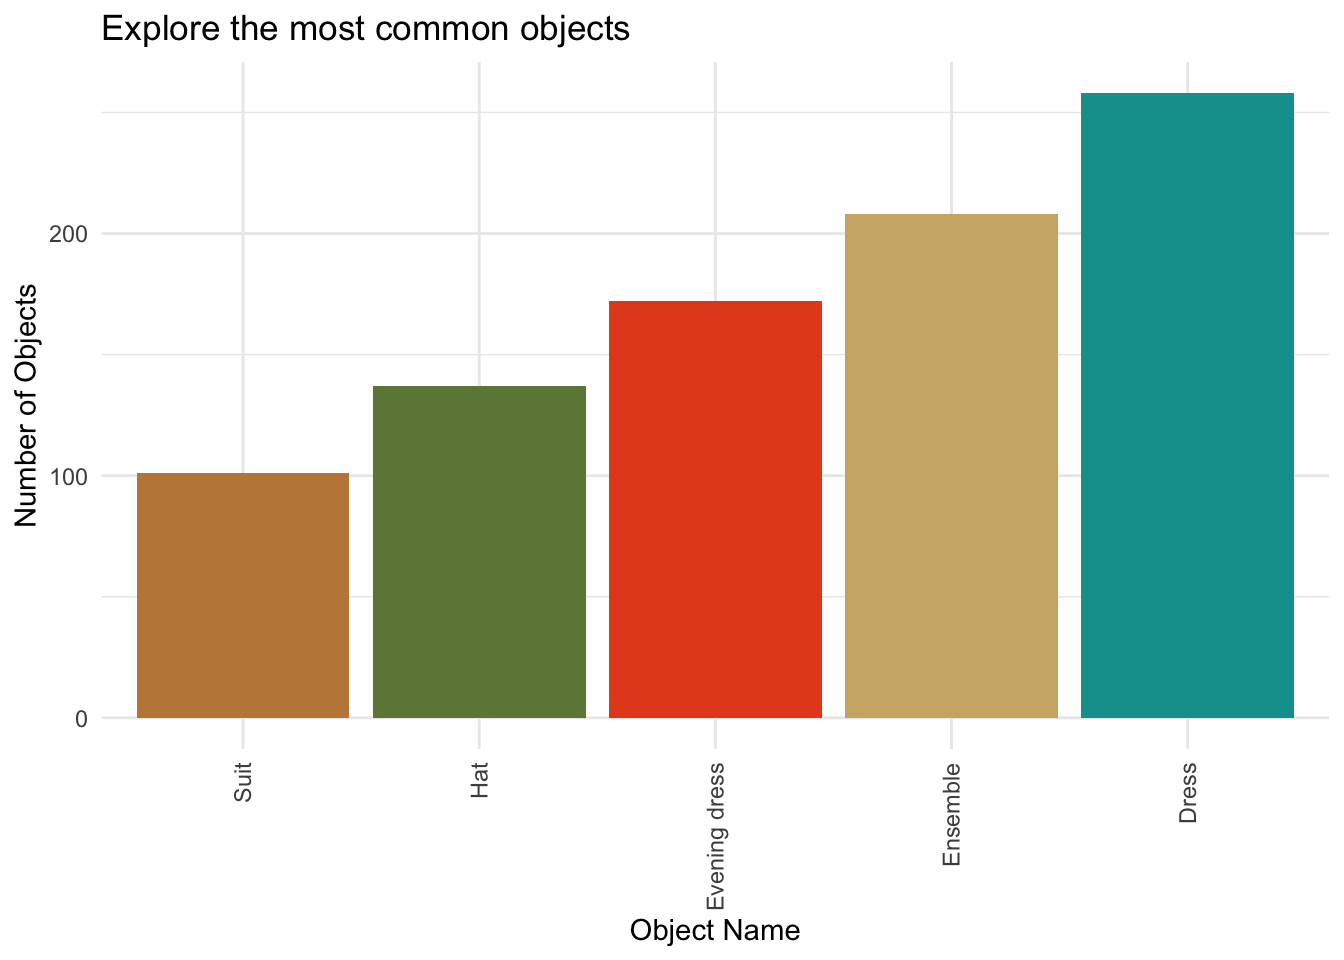 Explore the most common objects
Number of Objects
200
100
0
Suit
Hat
Evening dress
Ensemble
Dress
Object Name